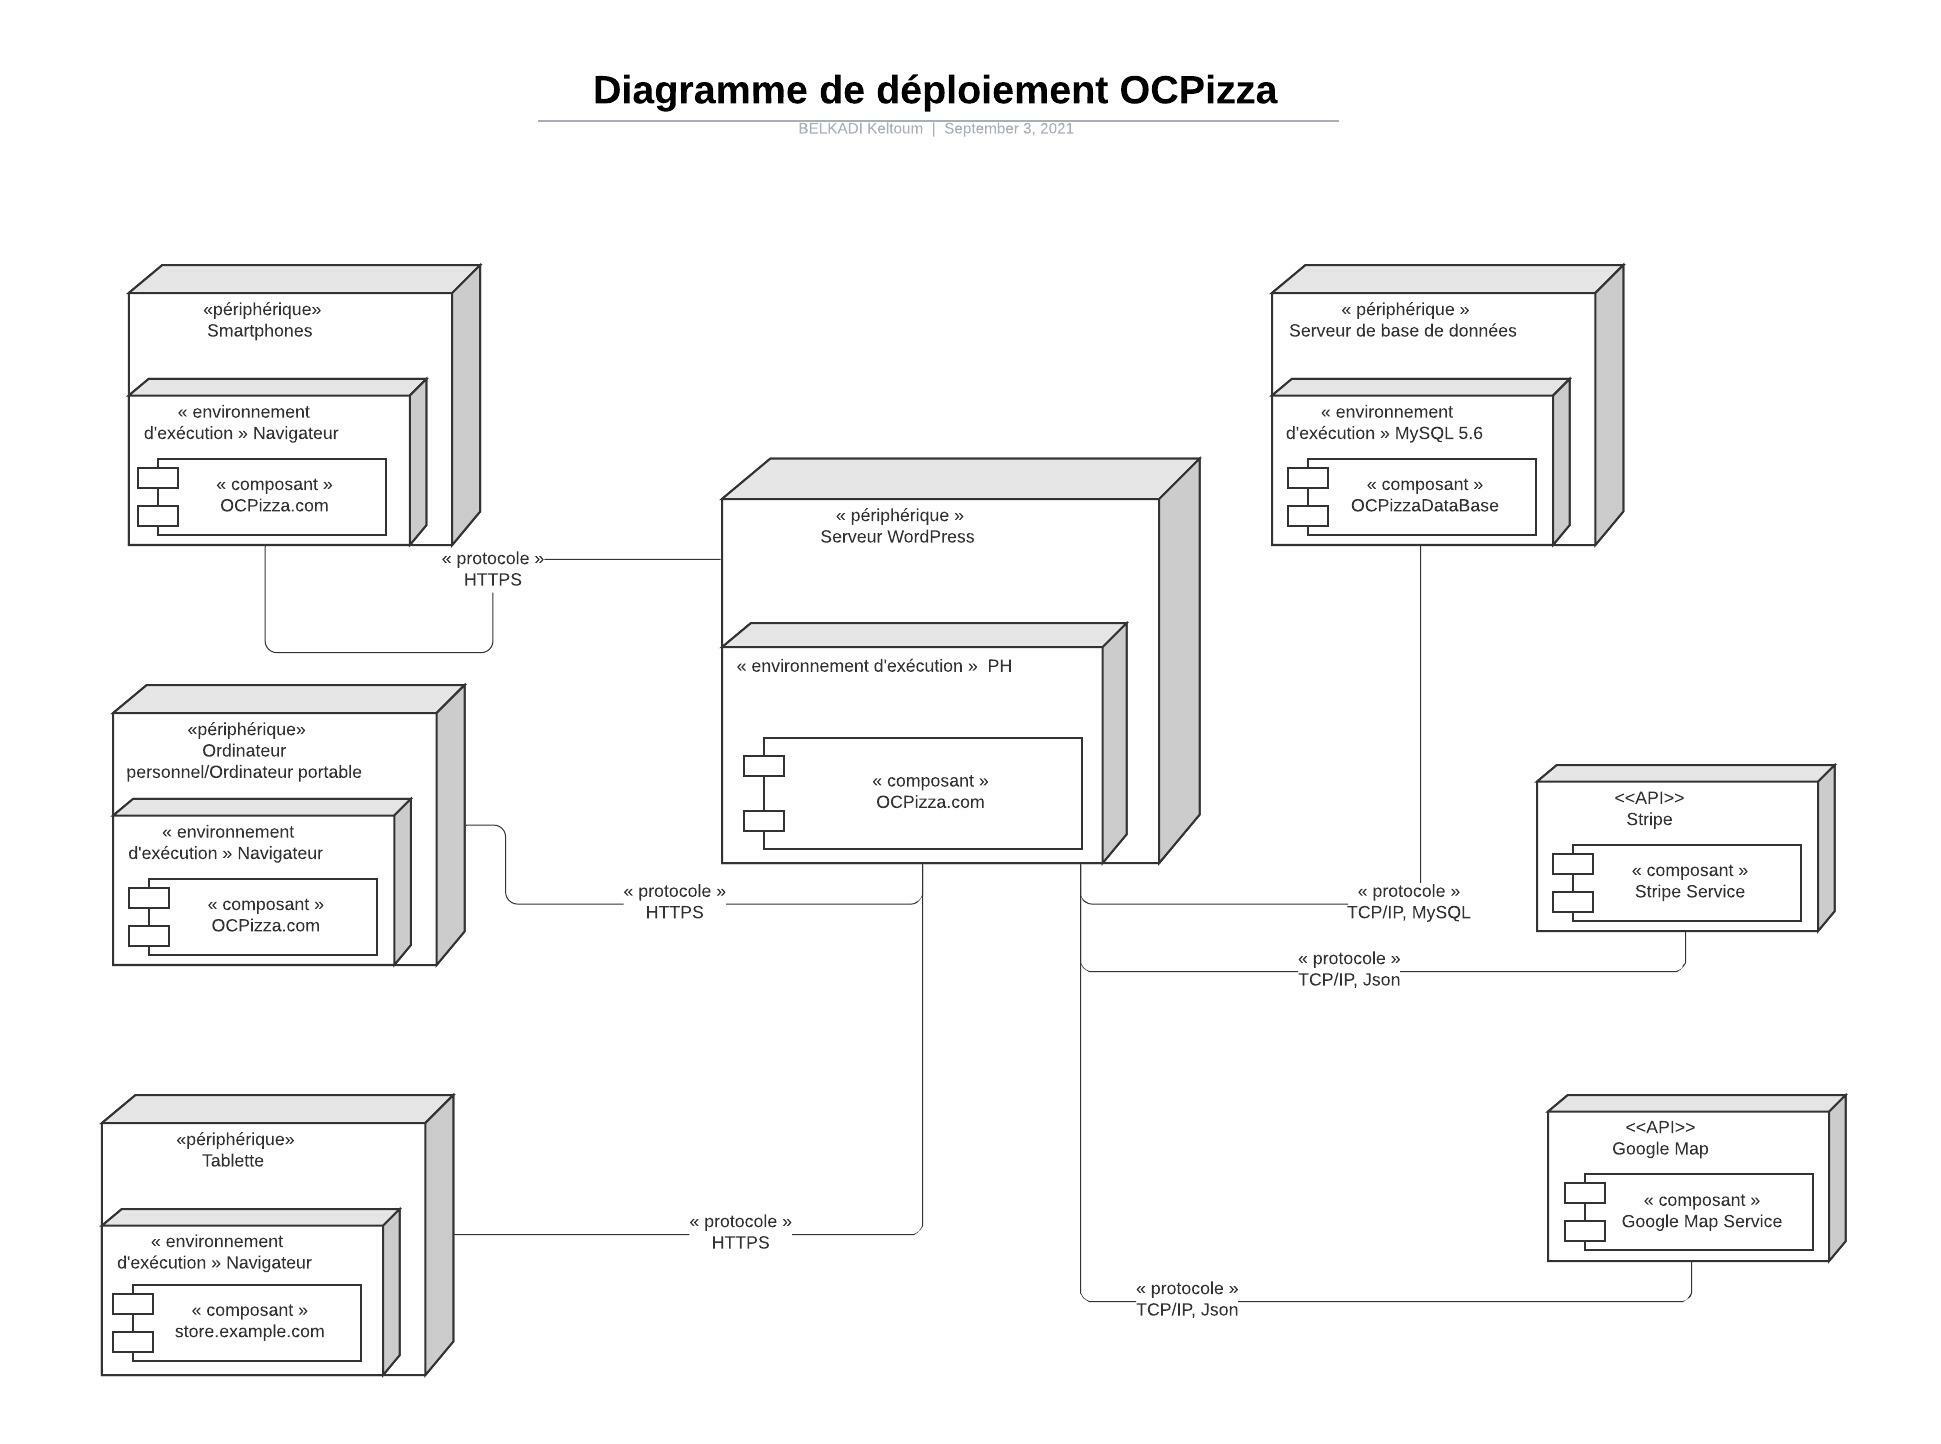 Diagramme de déploiement OCPizza
BELKADI Keltoum | September 3, 2021
«périphérique»
Smartphones
« environnement
d'exécution » Navigateur
« composant »
OCPizza.com
« protocole »
HTTPS
« périphérique »
Serveur WordPress
« environnement d'exécution » PH
« composant »
OCPizza.com
« périphérique »
Serveur de base de données
« environnement
d'exécution » MySQL 5.6
« composant »
OCPizzaDataBase
«périphérique»
Ordinateur
personnel/Ordinateur portable
« environnement
d'exécution » Navigateur
« composant »
OCPizza.com
« protocole »
HTTPS
« protocole »
TCP/IP, MySQL
<<API>>
Stripe
« composant »
Stripe Service
« protocole »
TCP/IP, Json
«périphérique»
Tablette
« environnement
d'exécution » Navigateur
« composant »
store.example.com
« protocole »
HTTPS
<<API>>
Google Map
« composant »
Google Map Service
« protocole »
TCP/IP, Json